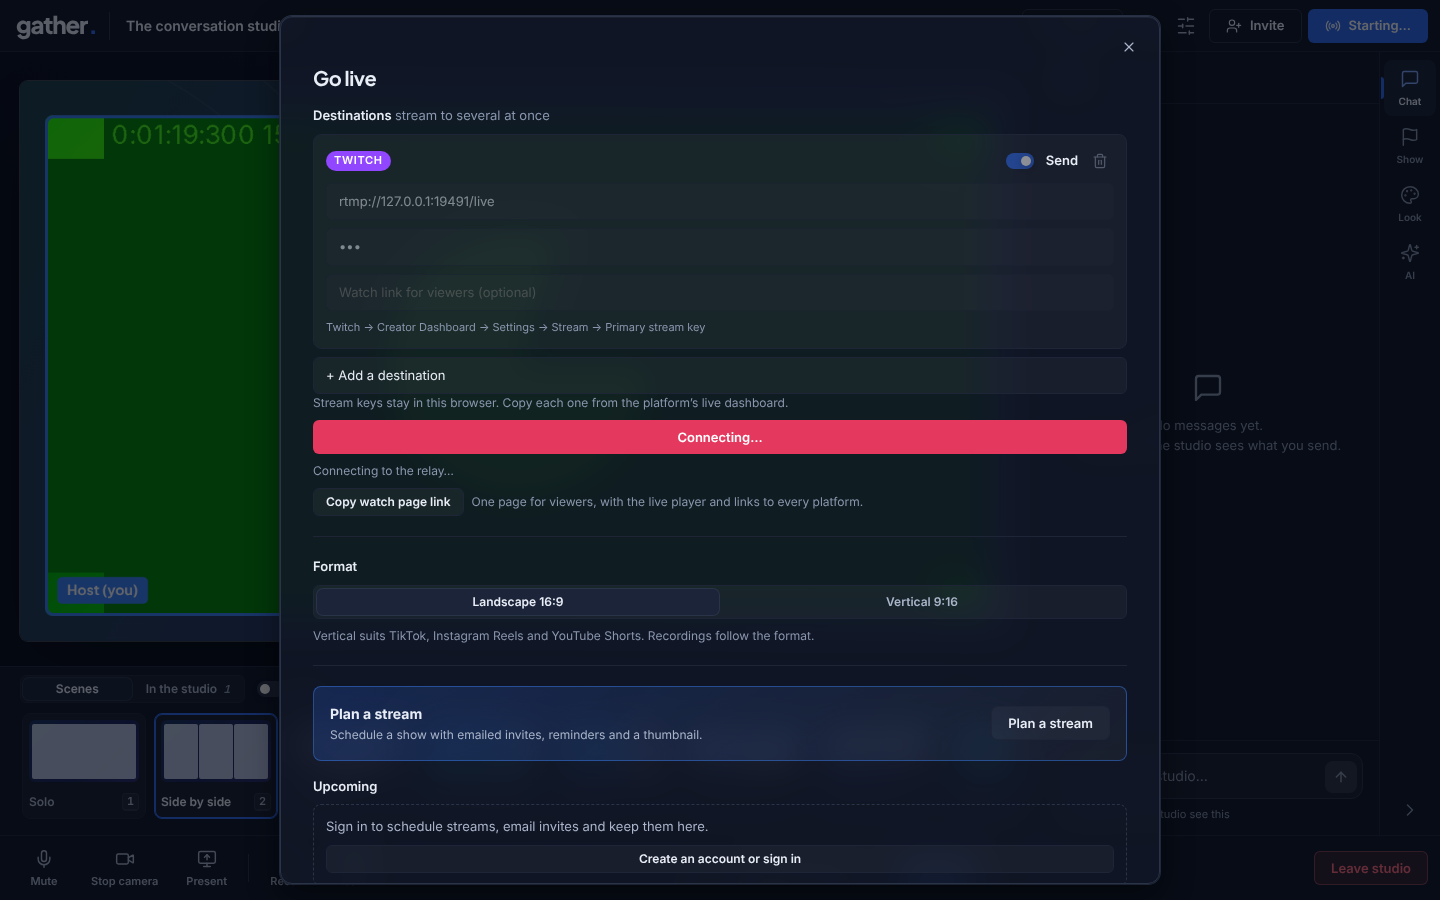 gather.
The conversation studi
Invite
Starting...
Go live
Destinations stream to several at once
TWITCH
Send
rtmp://127.0.0.1:19491/live
•••
Watch link for viewers (optional)
Twitch → Creator Dashboard → Settings → Stream → Primary stream key
+ Add a destination
Stream keys stay in this browser. Copy each one from the platform's live dashboard.
Connecting...
Connecting to the relay...
Copy watch page link
One page for viewers, with the live player and links to every platform.
Format
Landscape 16:9
Vertical 9:16
Vertical suits TikTok, Instagram Reels and YouTube Shorts. Recordings follow the format.
Plan a stream
Schedule a show with emailed invites, reminders and a thumbnail.
Plan a stream
Upcoming
Sign in to schedule streams, email invites and keep them here.
Create an account or sign in
0:01:19:300
Host (you)
Scenes
In the studio 1
Solo 1
Side by side 2
Mute
Stop camera
Present
Chat
Show
Look
AI
messages yet.
studio sees what you send.
tudio...
tudio see this
Leave studio